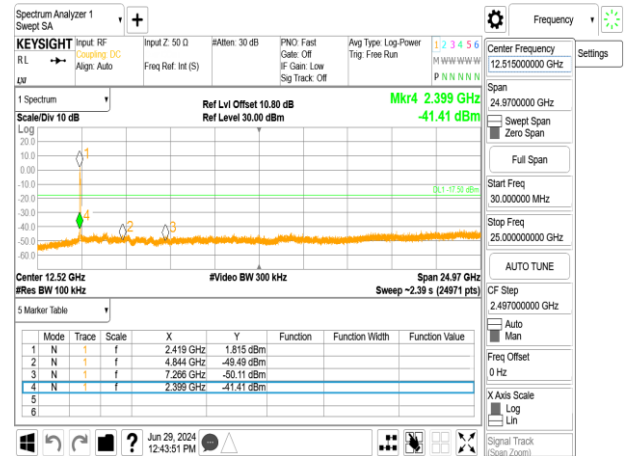 Spectrum Analyzer 1
Swept SA
Frequency
KEYSIGHT
RL
Input: RF
Coupling: DC
Align: Auto
Input Z: 50 Ω
Freq Ref: Int (S)
#Atten: 30 dB
PNO: Fast
Gate: Off
IF Gain: Low
Sig Track: Off
Avg Type: Log-Power
Trig: Free Run
1 2 3 4 5 6
M W W W W W
P N N N N N
Center Frequency
12.515000000 GHz
Settings
Span
24.9700000 GHz
Swept Span
Zero Span
Full Span
Start Freq
30.000000 MHz
Stop Freq
25.000000000 GHz
AUTO TUNE
CF Step
2.497000000 GHz
Auto
Man
Freq Offset
0 Hz
X Axis Scale
Log
Lin
Signal Track
(Span Zoom)
1 Spectrum
Scale/Div 10 dB
Ref Lvl Offset 10.80 dB
Ref Level 30.00 dBm
Mkr4 2.399 GHz
-41.41 dBm
Log
20.0
10.0
0.00
-10.0
-20.0
-30.0
-40.0
-50.0
-60.0
1
4
2
3
DL1 -17.50 dBm
Center 12.52 GHz
#Res BW 100 kHz
#Video BW 300 kHz
Span 24.97 GHz
Sweep ~2.39 s (24971 pts)
5 Marker Table
Mode Trace Scale X Y Function Function Width Function Value
1 N 1 f 2.419 GHz 1.815 dBm
2 N 1 f 4.844 GHz -49.49 dBm
3 N 1 f 7.266 GHz -50.11 dBm
4 N 1 f 2.399 GHz -41.41 dBm
5
6
?
Jun 29, 2024
12:43:51 PM